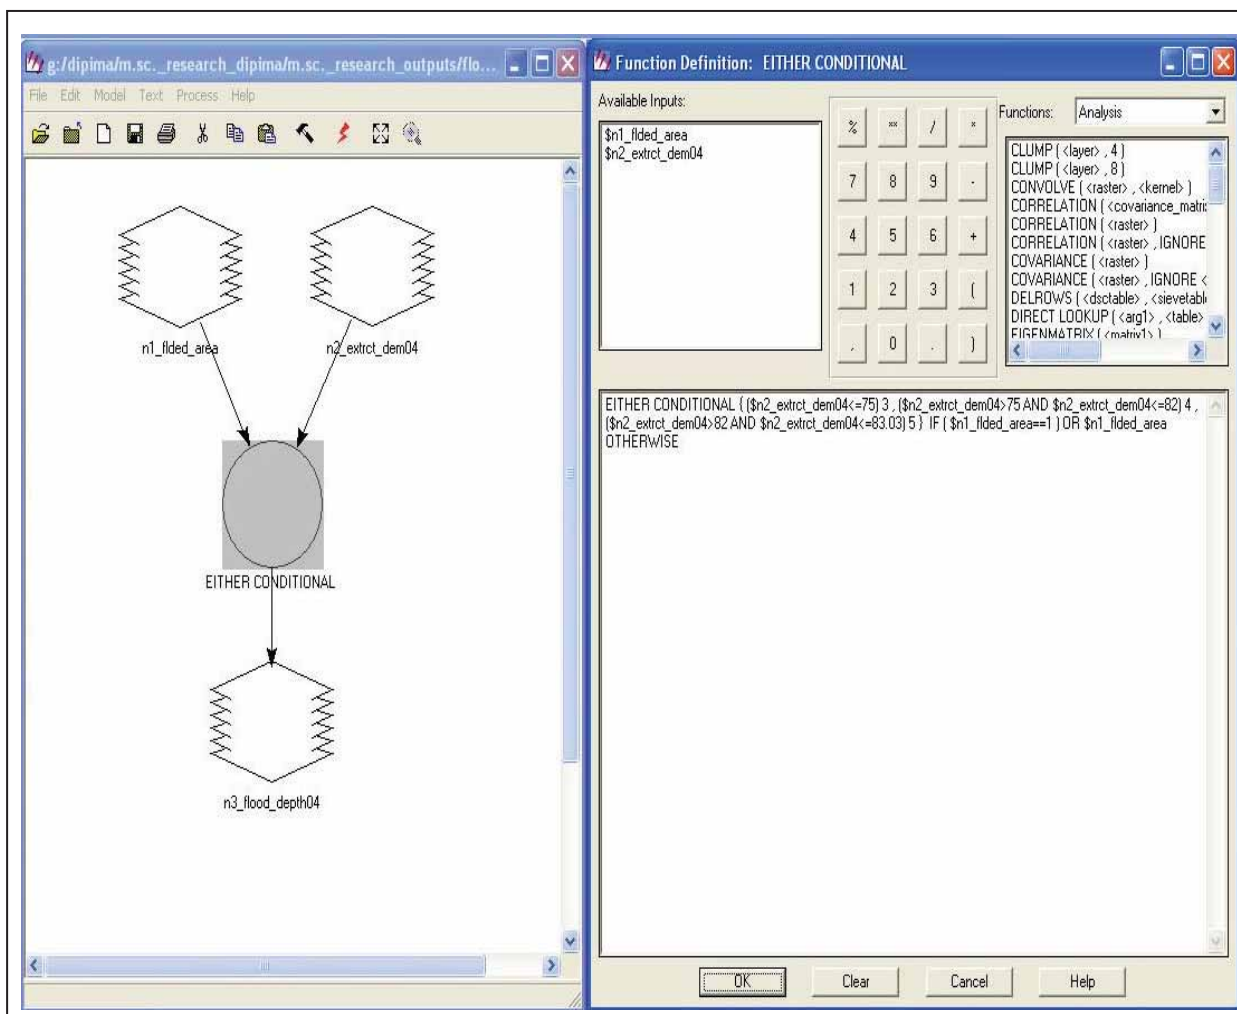 g:/dipima/m.sc._research_dipima/m.sc._research_outputs/flo...
File Edit Model Text Process Help
n1_flded_area
n2_extrct_dem04
EITHER CONDITIONAL
n3_flood_depth04
Function Definition: EITHER CONDITIONAL
Available Inputs:
$n1_flded_area
$n2_extrct_dem04
% ** / *
7 8 9 -
4 5 6 +
1 2 3 (
, 0 . )
Functions: Analysis
CLUMP ( <layer> , 4 )
CLUMP ( <layer> , 8 )
CONVOLVE ( <raster> , <kernel> )
CORRELATION ( <covariance_matrix
CORRELATION ( <raster> )
CORRELATION ( <raster> , IGNORE
COVARIANCE ( <raster> )
COVARIANCE ( <raster> , IGNORE <
DELROWS ( <dsctable> , <sievetabl
DIRECT LOOKUP ( <arg1> , <table>
EIGENMATRIX ( <matrix1> )
EITHER CONDITIONAL { ($n2_extrct_dem04<=75) 3 , ($n2_extrct_dem04>75 AND $n2_extrct_dem04<=82) 4 ,
($n2_extrct_dem04>82 AND $n2_extrct_dem04<=83.03) 5 } IF ( $n1_flded_area==1 ) OR $n1_flded_area
OTHERWISE
OK Clear Cancel Help